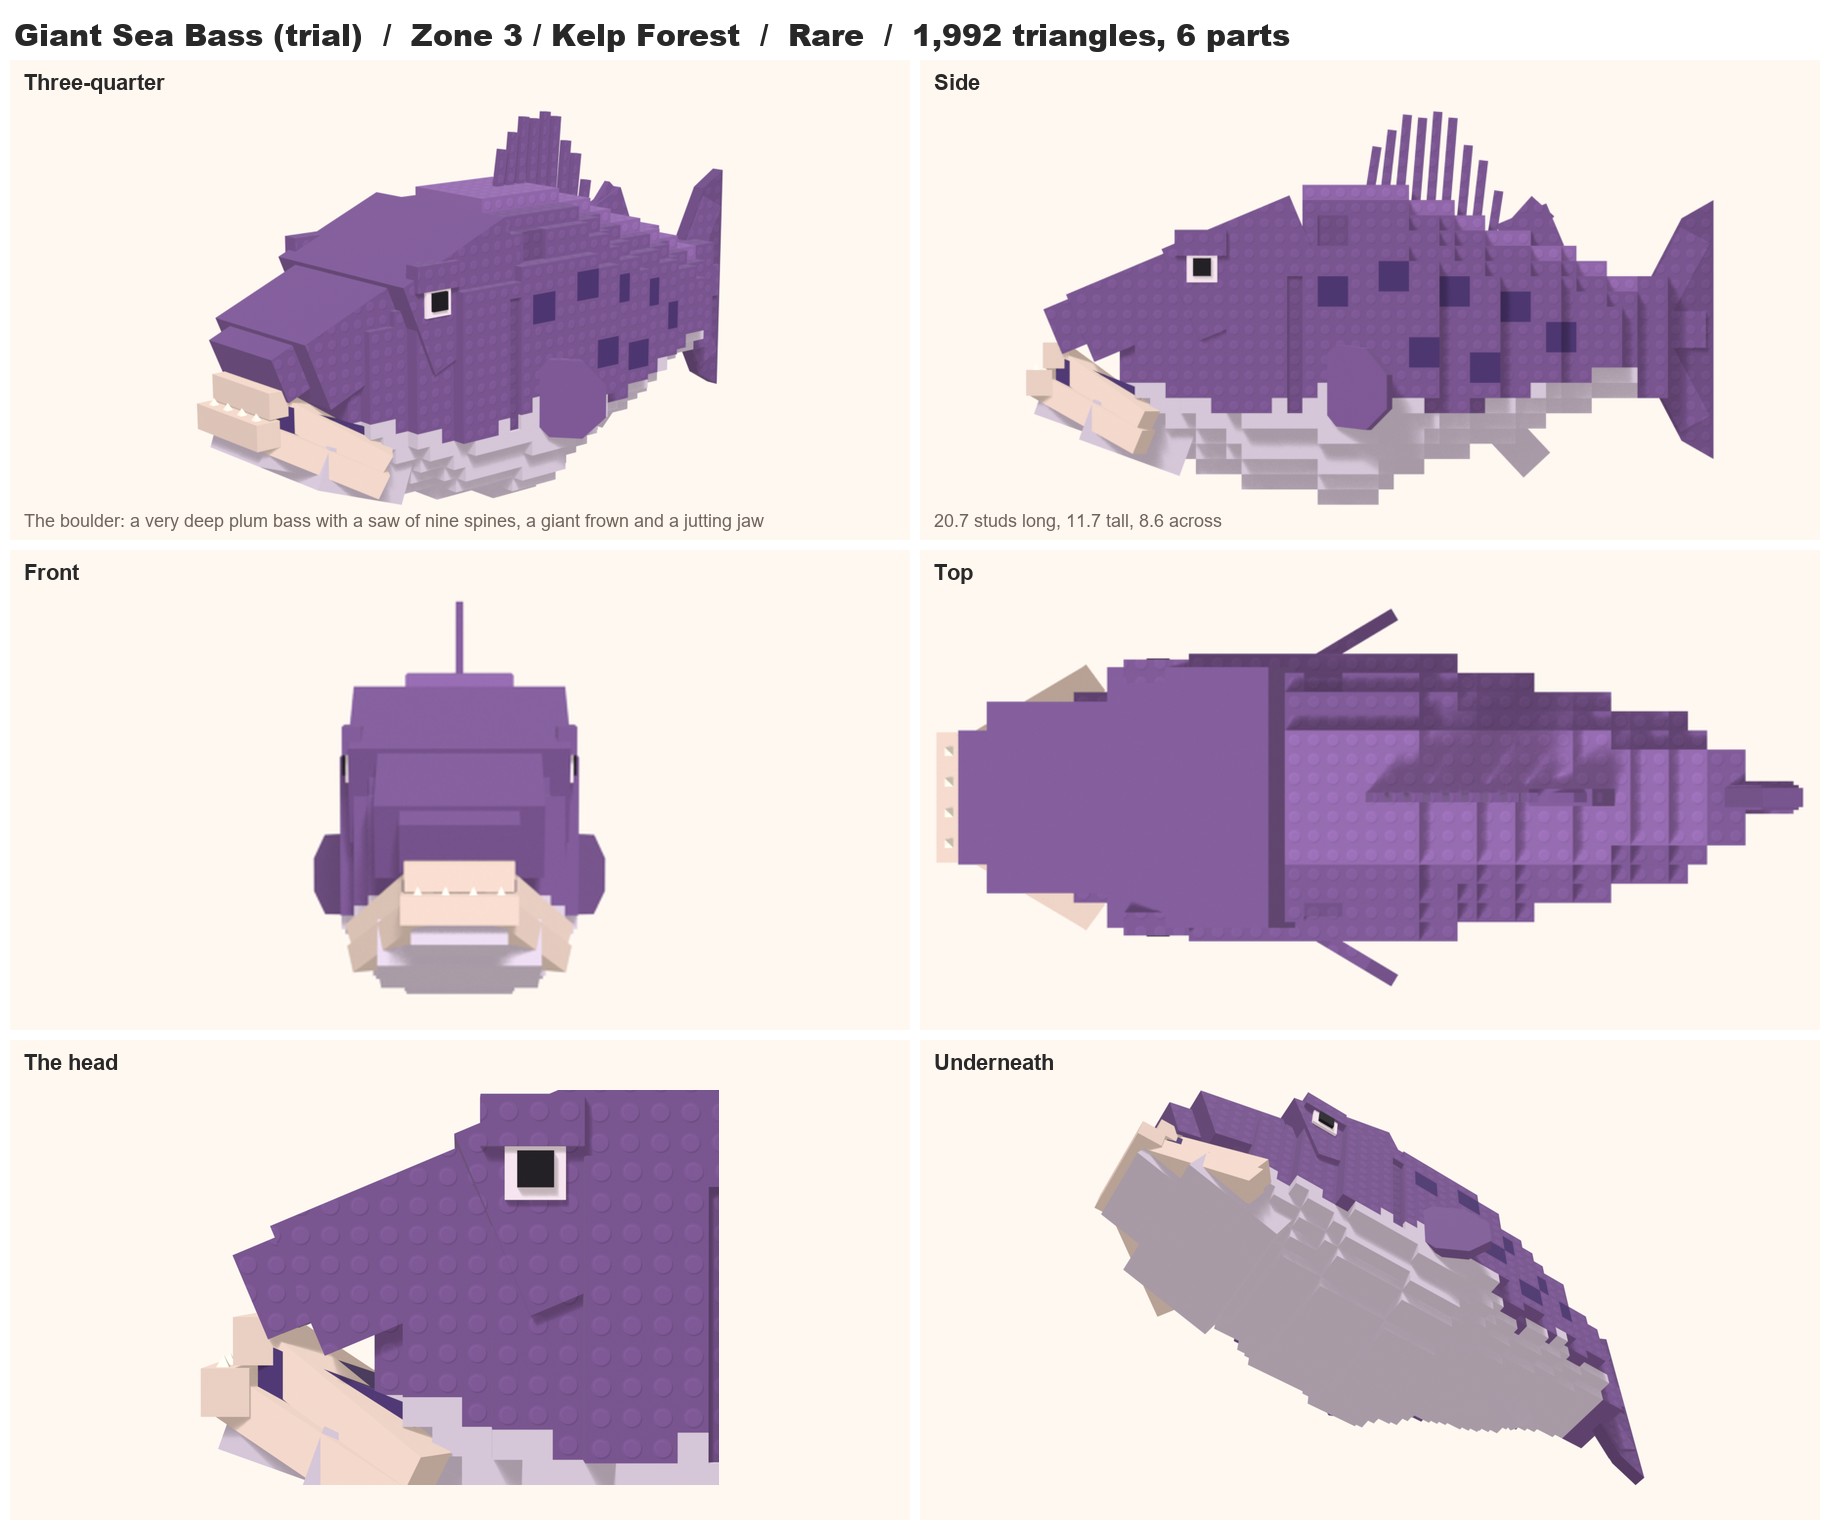 Giant Sea Bass (trial) / Zone 3 / Kelp Forest / Rare / 1,992 triangles, 6 parts
Three-quarter
Side
The boulder: a very deep plum bass with a saw of nine spines, a giant frown and a jutting jaw
20.7 studs long, 11.7 tall, 8.6 across
Front
Top
The head
Underneath